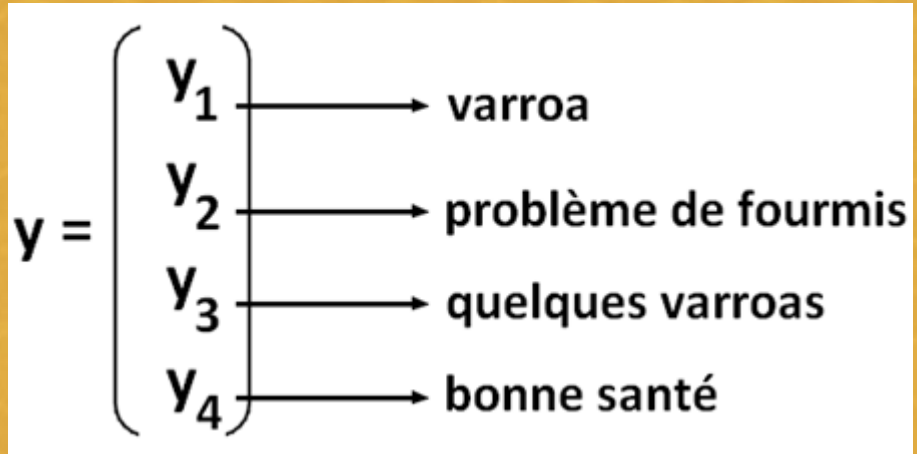 y₁ varroa
y₂ problème de fourmis
y =
y₃ quelques varroas
y₄ bonne santé